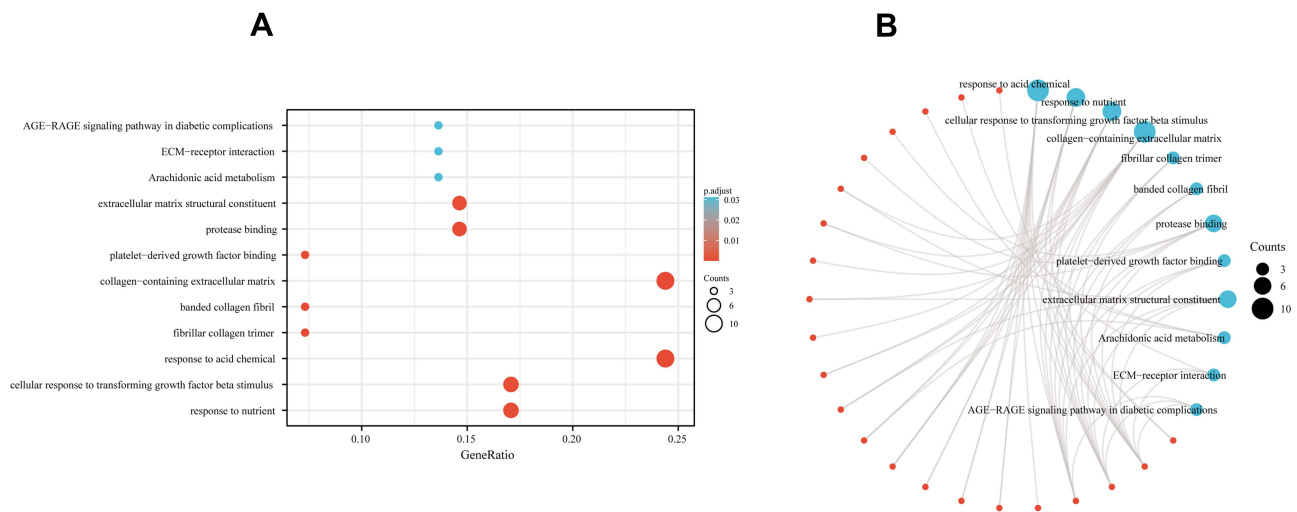 A
AGE−RAGE signaling pathway in diabetic complications
ECM−receptor interaction
Arachidonic acid metabolism
extracellular matrix structural constituent
protease binding
platelet−derived growth factor binding
collagen−containing extracellular matrix
banded collagen fibril
fibrillar collagen trimer
response to acid chemical
cellular response to transforming growth factor beta stimulus
response to nutrient
0.10 0.15 0.20 0.25
GeneRatio
p.adjust
0.03
0.02
0.01
Counts
3
6
10
B
response to acid chemical
response to nutrient
cellular response to transforming growth factor beta stimulus
collagen−containing extracellular matrix
fibrillar collagen trimer
banded collagen fibril
protease binding
platelet−derived growth factor binding
extracellular matrix structural constituent
Arachidonic acid metabolism
ECM−receptor interaction
AGE−RAGE signaling pathway in diabetic complications
Counts
3
6
10